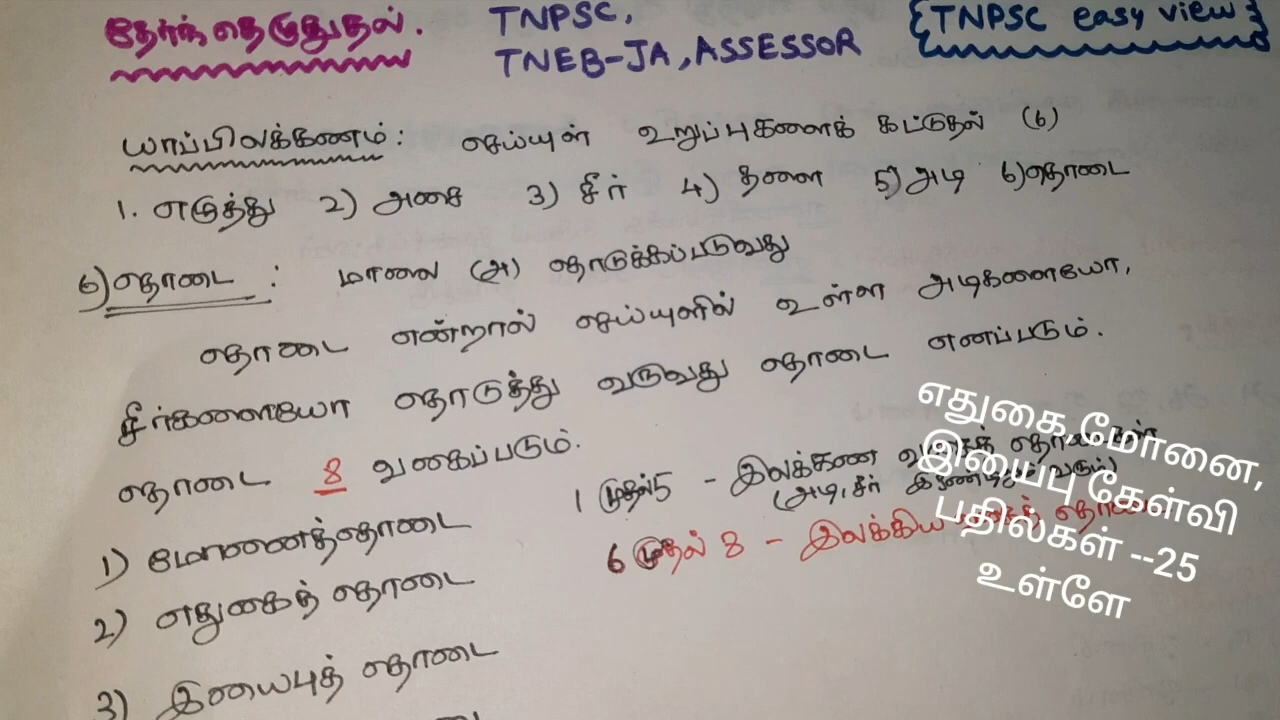 தேர்ந்தெழுதுதல்.
TNPSC,
TNEB-JA, ASSESSOR
{TNPSC easy view}
யாப்பிலக்கணம்: செய்யுள் உறுப்புகளைக் கட்டுதல் (6)
1. எழுத்து 2) அசை 3) சீர் 4) தளை 5) அடி 6) தொடை
6) தொடை : மாலை (அ) தொடுக்கப்படுவது
தொடை என்றால் செய்யுளில் உள்ள அடிகளையோ,
சீர்களையோ தொடுத்து வருவது தொடை எனப்படும்.
தொடை 8 வகைப்படும்.
1) மோனைத்தொடை
2) எதுகைத் தொடை
3) இயைபுத் தொடை
1 முதல் 5 - இலக்கண
(அடி, சீர்
6 முதல் 8 - இலக்கிய
எதுகை,மோனை,
இயைபு கேள்வி
பதில்கள் --25
உள்ளே